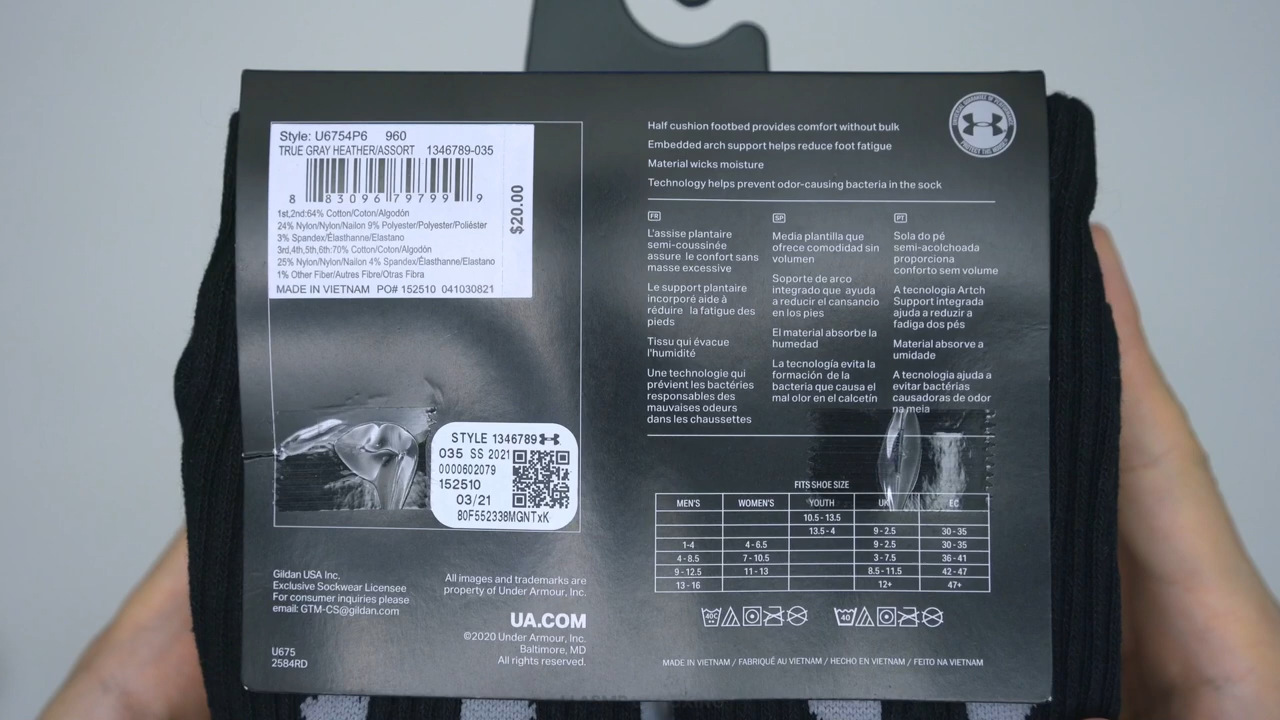 Style: U6754P6 960
TRUE GRAY HEATHER/ASSORT 1346789-035
8 83096 79799 9
1st,2nd:64% Cotton/Coton/Algodón
24% Nylon/Nylon/Nailon 9% Polyester/Polyester/Poliéster
3% Spandex/Élasthanne/Elastano
3rd,4th,5th,6th:70% Cotton/Coton/Algodón
25% Nylon/Nylon/Nailon 4% Spandex/Élasthanne/Elastano
1% Other Fiber/Autres Fibre/Otras Fibra
MADE IN VIETNAM PO# 152510 041030821
$20.00
STYLE 1346789
035 SS 2021
0000602079
152510
03/21
80F552338MGNTxK
Gildan USA Inc.
Exclusive Sockwear Licensee
For consumer inquiries please
email: GTM-CS@gildan.com
U675
2584RD
All images and trademarks are
property of Under Armour, Inc.
UA.COM
©2020 Under Armour, Inc.
Baltimore, MD
All rights reserved.
Half cushion footbed provides comfort without bulk
Embedded arch support helps reduce foot fatigue
Material wicks moisture
Technology helps prevent odor-causing bacteria in the sock
FR
L'assise plantaire
semi-coussinée
assure le confort sans
masse excessive
Le support plantaire
incorporé aide à
réduire la fatigue des
pieds
Tissu qui évacue
l'humidité
Une technologie qui
prévient les bactéries
responsables des
mauvaises odeurs
dans les chaussettes
SP
Media plantilla que
ofrece comodidad sin
volumen
Soporte de arco
integrado que ayuda
a reducir el cansancio
en los pies
El material absorbe la
humedad
La tecnología evita la
formación de la
bacteria que causa el
mal olor en el calcetín
PT
Sola do pé
semi-acolchoada
proporciona
conforto sem volume
A tecnologia Artch
Support integrada
ajuda a reduzir a
fadiga dos pés
Material absorve a
umidade
A tecnologia ajuda a
evitar bactérias
causadoras de odor
na meia
FITS SHOE SIZE
MEN'S WOMEN'S YOUTH UK EC
10.5 - 13.5
13.5 - 4 9 - 2.5 30 - 35
1-4 4 - 6.5 9 - 2.5 30 - 35
4 - 8.5 7 - 10.5 3 - 7.5 36 - 41
9 - 12.5 11 - 13 8.5 - 11.5 42 - 47
13 - 16 12+ 47+
40C 40
MADE IN VIETNAM / FABRIQUÉ AU VIETNAM / HECHO EN VIETNAM / FEITO NA VIETNAM